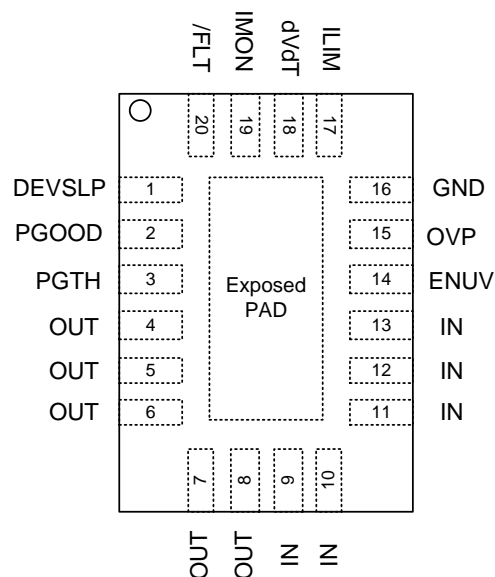 /FLT IMON dVdT ILIM
20 19 18 17
DEVSLP 1 16 GND
PGOOD 2 15 OVP
PGTH 3 14 ENUV
Exposed
PAD
OUT 4 13 IN
OUT 5 12 IN
OUT 6 11 IN
7 8 9 10
OUT OUT IN IN